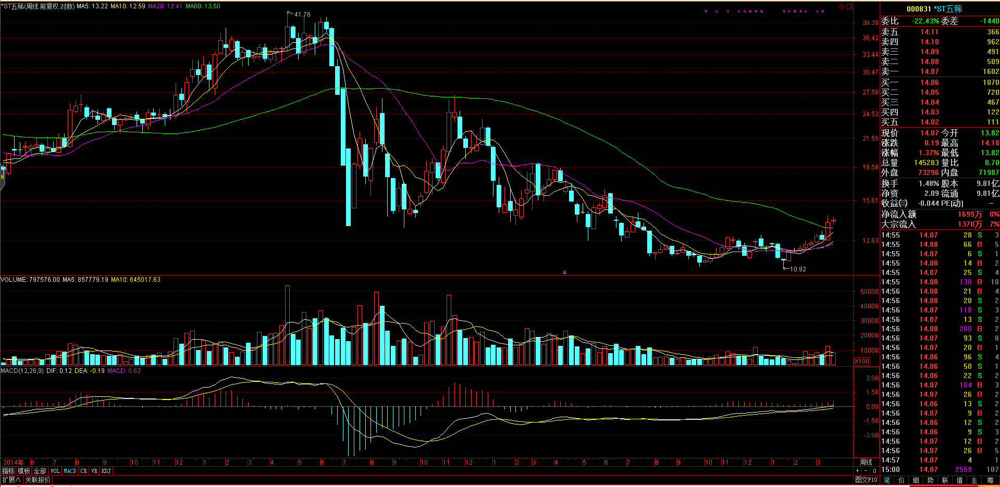 *ST五稀(周线.前复权.对数) MA5: 13.22 MA10: 12.59 MA20: 12.41 MA60: 13.50
41.76
10.92
39.39
36.42
33.44
30.47
27.50
24.53
21.55
18.58
15.61
12.63
VOLUME: 797576.00 MA5: 857779.19 MA10: 645017.63
50000
40000
30000
20000
10000
X100
MACD(12,26,9) DIF: 0.12 DEA: -0.19 MACD: 0.62
3.00
1.50
0.00
-1.50
-3.00
2014年 6 7 8 9 10 11 12 1 2 3 4 5 6 7 8 9 10 11 12 1 2 3 4 5 6 7 8 9 10 11 12 1 2 3 周线
指标 模板 全部 VOL MACD CR VR KDJ + - 0
扩展∧ 关联报价 图文F10
000831 *ST五稀
委比 -22.43% 委差 -1440
卖五 14.11 366
卖四 14.10 962
卖三 14.09 491
卖二 14.08 509
卖一 14.07 1602
买一 14.06 1070
买二 14.05 720
买三 14.04 467
买四 14.03 122
买五 14.02 111
现价 14.07 今开 13.82
涨跌 0.19 最高 14.18
涨幅 1.37% 最低 13.82
总量 145283 量比 0.70
外盘 73296 内盘 71987
换手 1.48% 股本 9.81亿
净资 2.09 流通 9.81亿
收益㈢ -0.044 PE(动) —
净流入额 1699万 8%
大宗流入 1370万 7%
14:55 14.07 28 S 3
14:55 14.08 66 B 5
14:55 14.07 6 S 1
14:55 14.08 14 B 2
14:55 14.07 25 S 4
14:55 14.08 130 B 10
14:56 14.08 21 B 4
14:56 14.08 20 S 2
14:56 14.07 118 S 3
14:56 14.07 13 S 2
14:56 14.08 200 B 2
14:56 14.07 93 S 8
14:56 14.07 20 B 1
14:56 14.06 96 S 4
14:56 14.06 50 S 1
14:56 14.06 22 S 2
14:56 14.07 104 B 3
14:56 14.07 26 B 2
14:56 14.06 13 S 2
14:56 14.07 9 B 2
14:56 14.06 12 S 2
14:56 14.06 9 S 3
14:56 14.07 12 B 2
14:56 14.07 26 B 5
14:57 14.07 4 1
15:00 14.07 2559 107
笔 价 细 势 联 值 主 筹